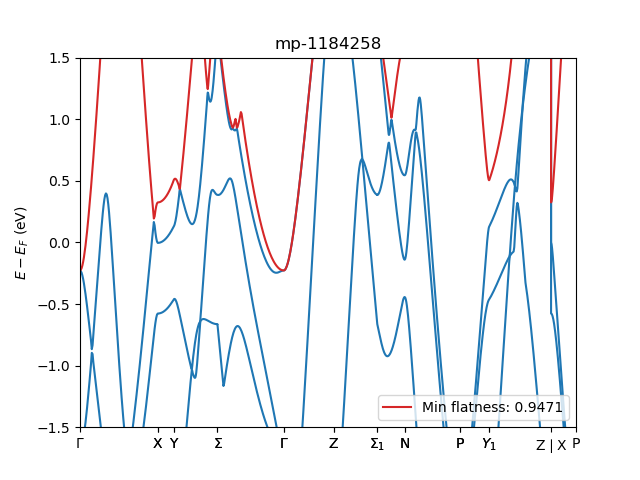 mp-1184258
E − E_F (eV)
1.5
1.0
0.5
0.0
−0.5
−1.0
−1.5
Min flatness: 0.9471
Γ X Y Σ Γ Z Σ₁ N P Y₁ Z | X P